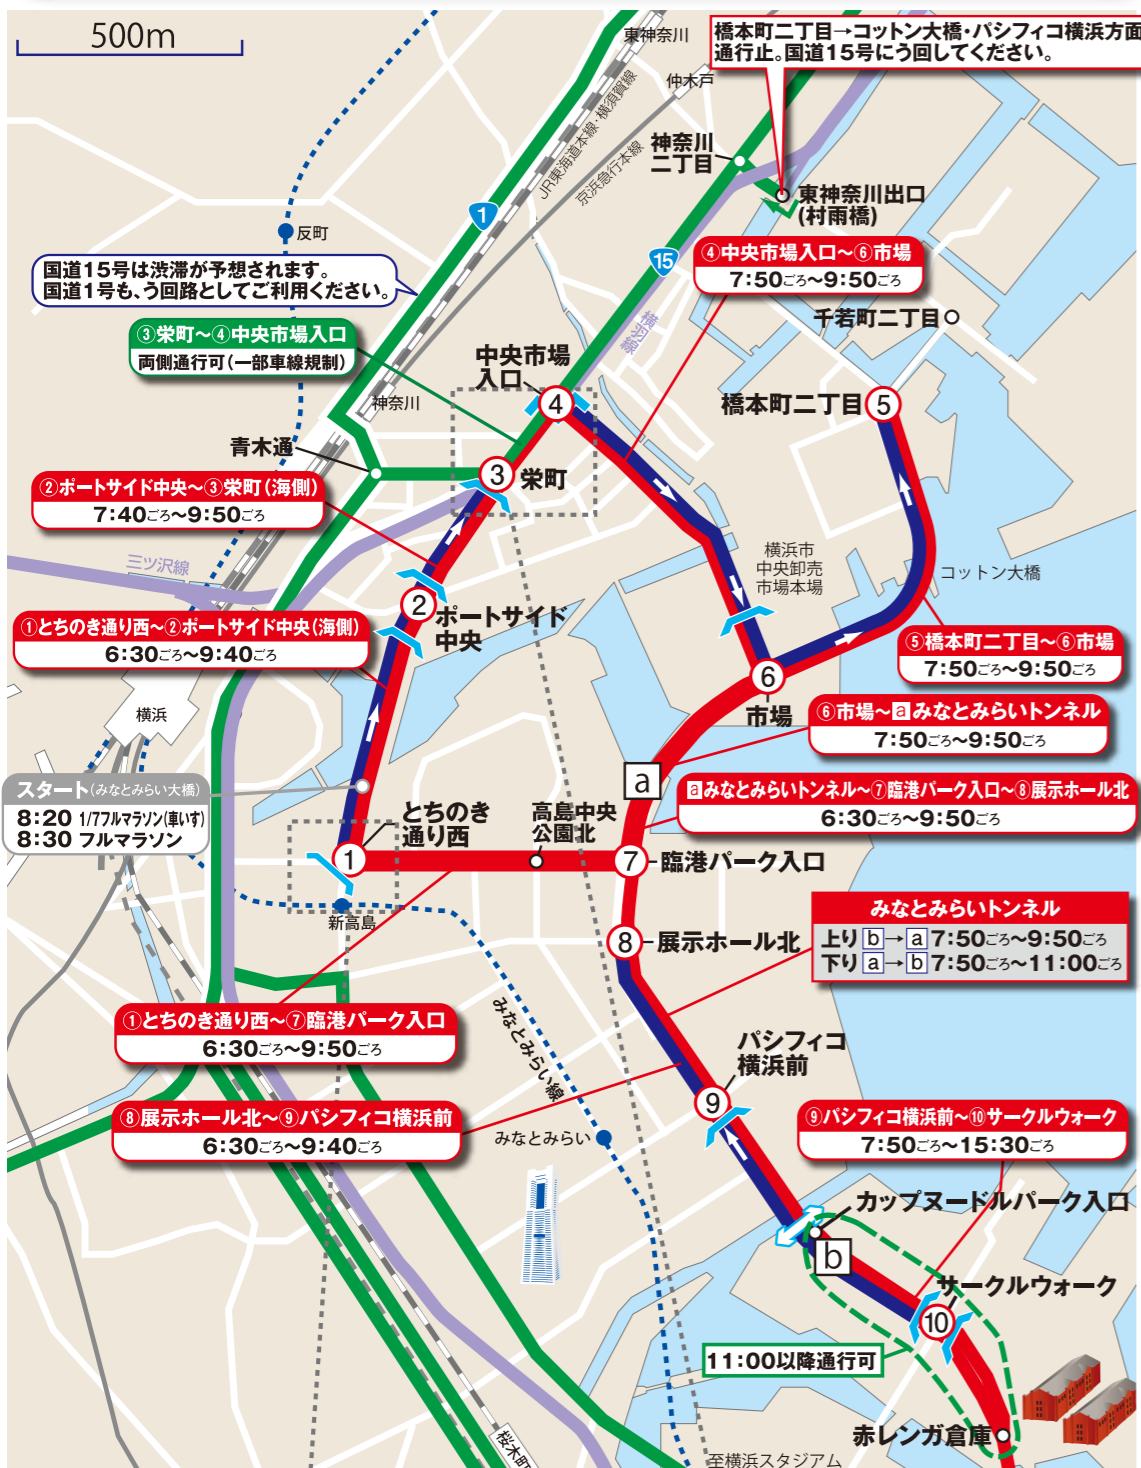 500m
東神奈川
橋本町二丁目→コットン大橋・パシフィコ横浜方面
通行止。国道15号にう回してください。
仲木戸
JR東海道本線・横須賀線
京浜急行本線
神奈川
二丁目
東神奈川出口
(村雨橋)
1
反町
15
国道15号は渋滞が予想されます。
国道1号も、う回路としてご利用ください。
④中央市場入口～⑥市場
7:50ごろ～9:50ごろ
千若町二丁目
横羽線
③栄町～④中央市場入口
両側通行可(一部車線規制)
中央市場
入口
4
神奈川
橋本町二丁目
5
青木通
3
栄町
②ポートサイド中央～③栄町(海側)
7:40ごろ～9:50ごろ
三ツ沢線
横浜市
中央卸売
市場本場
コットン大橋
2
ポートサイド
中央
①とちのき通り西～②ポートサイド中央(海側)
6:30ごろ～9:40ごろ
⑤橋本町二丁目～⑥市場
7:50ごろ～9:50ごろ
6
市場
横浜
⑥市場～aみなとみらいトンネル
7:50ごろ～9:50ごろ
a
スタート(みなとみらい大橋)
8:20 1/7フルマラソン(車いす)
8:30 フルマラソン
aみなとみらいトンネル～⑦臨港パーク入口～⑧展示ホール北
6:30ごろ～9:50ごろ
とちのき
通り西
高島中央
公園北
1
7
臨港パーク入口
新高島
みなとみらいトンネル
上り b→a 7:50ごろ～9:50ごろ
下り a→b 7:50ごろ～11:00ごろ
8
展示ホール北
①とちのき通り西～⑦臨港パーク入口
6:30ごろ～9:50ごろ
みなとみらい線
パシフィコ
横浜前
9
⑧展示ホール北～⑨パシフィコ横浜前
6:30ごろ～9:40ごろ
⑨パシフィコ横浜前～⑩サークルウォーク
7:50ごろ～15:30ごろ
みなとみらい
カップヌードルパーク入口
b
サークルウォーク
10
11:00以降通行可
赤レンガ倉庫
桜木町
至横浜スタジアム